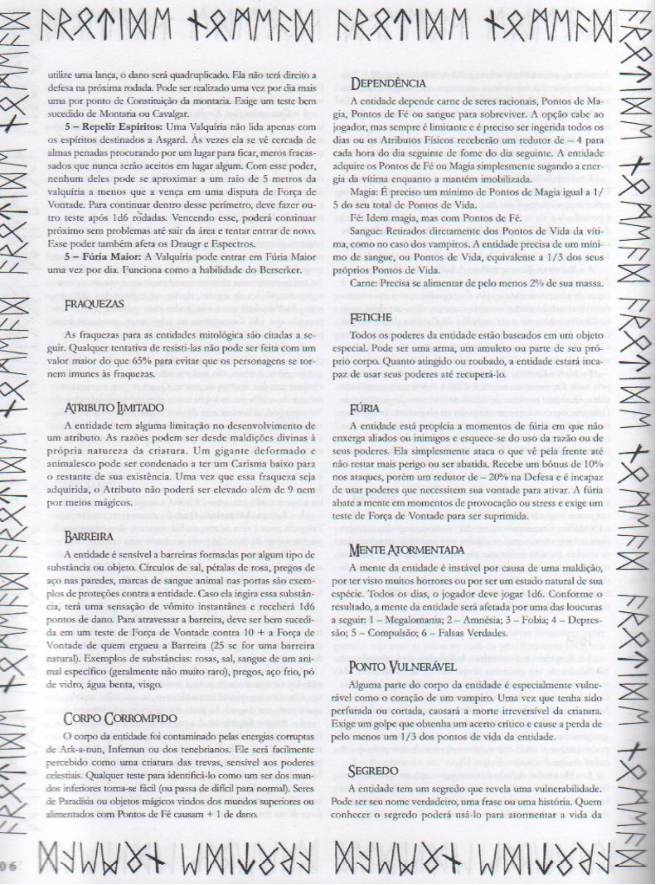 utilize uma lança, o dano será quadruplicado. Ela não terá direito a
defesa na próxima rodada. Pode ser realizado uma vez por dia mais
uma por ponto de Constituição da montaria. Exige um teste bem
sucedido de Montaria ou Cavalgar.
5 – Repelir Espíritos: Uma Valquíria não lida apenas com
os espíritos destinados a Asgard. Às vezes ela se vê cercada de
almas penadas procurando por um lugar para ficar, meros fracas-
sados que nunca serão aceitos em lugar algum. Com esse poder,
nenhum deles pode se aproximar a um raio de 5 metros da
valquíria a menos que a vença em uma disputa de Força de
Vontade. Para continuar dentro desse perímetro, deve fazer ou-
tro teste após 1d6 rodadas. Vencendo esse, poderá continuar
próximo sem problemas até sair da área e tentar entrar de novo.
Esse poder também afeta os Draugr e Espectros.
5 – Fúria Maior: A Valquíria pode entrar em Fúria Maior
uma vez por dia. Funciona como a habilidade do Berserker.
FRAQUEZAS
As fraquezas para as entidades mitológica são citadas a se-
guir. Qualquer tentativa de resisti-las não pode ser feita com um
valor maior do que 65% para evitar que os personagens se tor-
nem imunes às fraquezas.
ATRIBUTO LIMITADO
A entidade tem alguma limitação no desenvolvimento de
um atributo. As razões podem ser desde maldições divinas à
própria natureza da criatura. Um gigante deformado e
animalesco pode ser condenado a ter um Carisma baixo para
o restante de sua existência. Uma vez que essa fraqueza seja
adquirida, o Atributo não poderá ser elevado além de 9 nem
por meios mágicos.
BARREIRA
A entidade é sensível a barreiras formadas por algum tipo de
substância ou objeto. Círculos de sal, pétalas de rosa, pregos de
aço nas paredes, marcas de sangue animal nas portas são exem-
plos de proteções contra a entidade. Caso ela ingira essa substân-
cia, terá uma sensação de vômito instantânea e receberá 1d6
pontos de dano. Para atravessar a barreira, deve ser bem sucedi-
da em um teste de Força de Vontade contra 10 + a Força de
Vontade de quem ergueu a Barreira (25 se for uma barreira
natural). Exemplos de substâncias: rosas, sal, sangue de um ani-
mal específico (geralmente não muito raro), pregos, aço frio, pó
de vidro, água benta, visgo.
CORPO CORROMPIDO
O corpo da entidade foi contaminado pelas energias corruptas
de Ark-a-nun, Infernun ou dos tenebrianos. Ele será facilmente
percebido como uma criatura das trevas, sensível aos poderes
celestiais. Qualquer teste para identificá-lo como um ser dos mun-
dos inferiores torna-se fácil (ou passa de difícil para normal). Seres
de Paradísia ou objetos mágicos vindos dos mundos superiores ou
alimentados com Pontos de Fé causam + 1 de dano.
DEPENDÊNCIA
A entidade depende carne de seres racionais, Pontos de Ma-
gia, Pontos de Fé ou sangue para sobreviver. A opção cabe ao
jogador, mas sempre é limitante e é preciso ser ingerida todos os
dias ou os Atributos Físicos receberão um redutor de – 4 para
cada hora do dia seguinte de fome do dia seguinte. A entidade
adquire os Pontos de Fé ou Magia simplesmente sugando a ener-
gia da vítima enquanto a mantém imobilizada.
Magia: É preciso um mínimo de Pontos de Magia igual a 1/
5 do seu total de Pontos de Vida.
Fé: Idem magia, mas com Pontos de Fé.
Sangue: Retirados diretamente dos Pontos de Vida da víti-
ma, como no caso dos vampiros. A entidade precisa de um míni-
mo de sangue, ou Pontos de Vida, equivalente a 1/3 dos seus
próprios Pontos de Vida.
Carne: Precisa se alimentar de pelo menos 2% de sua massa.
FETICHE
Todos os poderes da entidade estão baseados em um objeto
especial. Pode ser uma arma, um amuleto ou parte de seu pró-
prio corpo. Quanto atingido ou roubado, a entidade estará inca-
paz de usar seus poderes até recuperá-lo.
FÚRIA
A entidade está propícia a momentos de fúria em que não
enxerga aliados ou inimigos e esquece-se do uso da razão ou de
seus poderes. Ela simplesmente ataca o que vê pela frente até
não restar mais perigo ou ser abatida. Recebe um bônus de 10%
nos ataques, porém um redutor de – 20% na Defesa e é incapaz
de usar poderes que necessitem sua vontade para ativar. A fúria
abate a mente em momentos de provocação ou stress e exige um
teste de Força de Vontade para ser suprimida.
MENTE ATORMENTADA
A mente da entidade é instável por causa de uma maldição,
por ter visto muitos horrores ou por ser um estado natural de sua
espécie. Todos os dias, o jogador deve jogar 1d6. Conforme o
resultado, a mente da entidade será afetada por uma das loucuras
a seguir: 1 – Megalomania; 2 – Amnésia; 3 – Fobia; 4 – Depres-
são; 5 – Compulsão; 6 – Falsas Verdades.
PONTO VULNERÁVEL
Alguma parte do corpo da entidade é especialmente vulne-
rável como o coração de um vampiro. Uma vez que tenha sido
perfurada ou cortada, causará a morte irreversível da criatura.
Exige um golpe que obtenha um acerto crítico e cause a perda de
pelo menos um 1/3 dos pontos de vida da entidade.
SEGREDO
A entidade tem um segredo que revela uma vulnerabilidade.
Pode ser seu nome verdadeiro, uma frase ou uma história. Quem
conhecer o segredo poderá usá-lo para atormentar a vida da
06